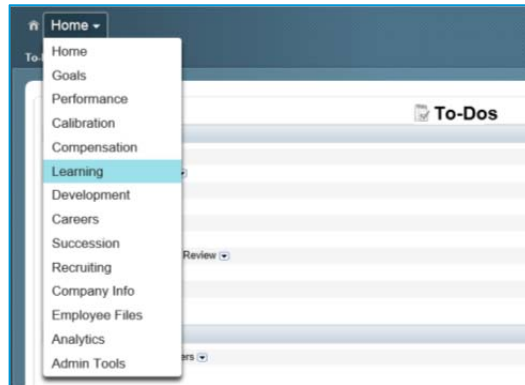 Home
To-
Home
Goals
Performance
Calibration
Compensation
Learning
Development
Careers
Succession
Recruiting
Company Info
Employee Files
Analytics
Admin Tools
To-Dos
Review
ers